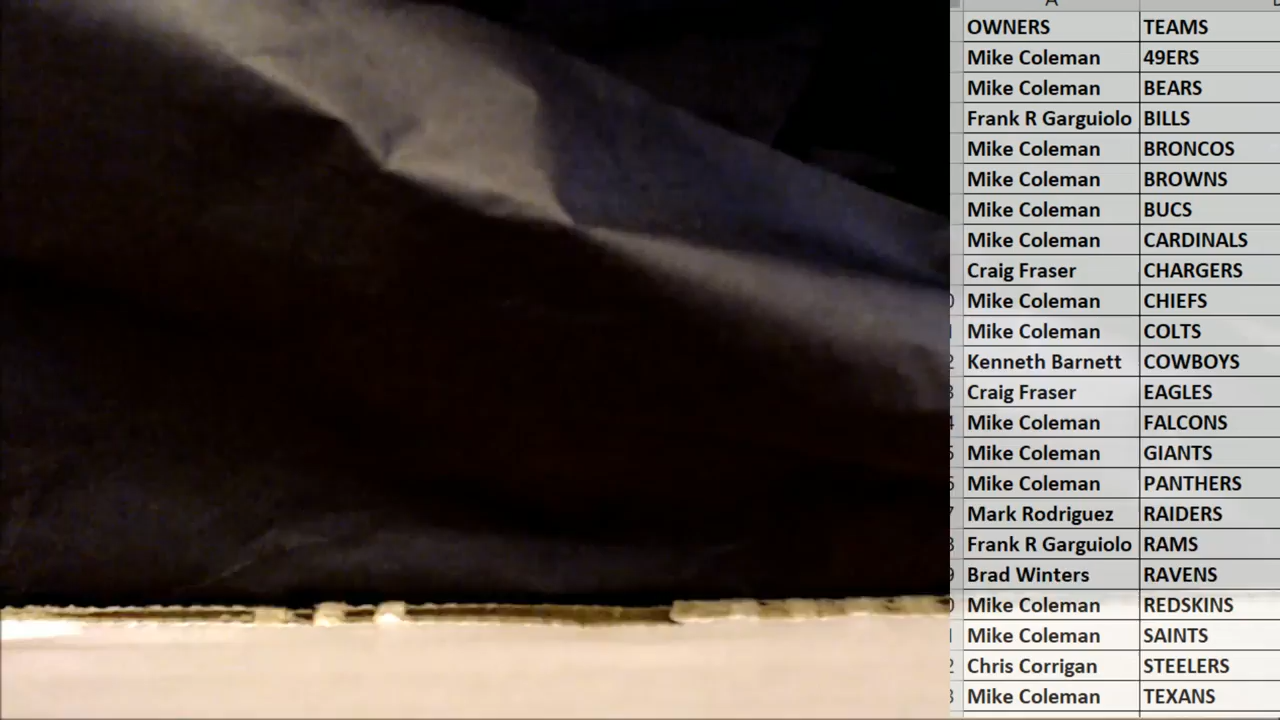 A
OWNERS TEAMS
Mike Coleman 49ERS
Mike Coleman BEARS
Frank R Garguiolo BILLS
Mike Coleman BRONCOS
Mike Coleman BROWNS
Mike Coleman BUCS
Mike Coleman CARDINALS
Craig Fraser CHARGERS
Mike Coleman CHIEFS
Mike Coleman COLTS
Kenneth Barnett COWBOYS
Craig Fraser EAGLES
Mike Coleman FALCONS
Mike Coleman GIANTS
Mike Coleman PANTHERS
Mark Rodriguez RAIDERS
Frank R Garguiolo RAMS
Brad Winters RAVENS
Mike Coleman REDSKINS
Mike Coleman SAINTS
Chris Corrigan STEELERS
Mike Coleman TEXANS